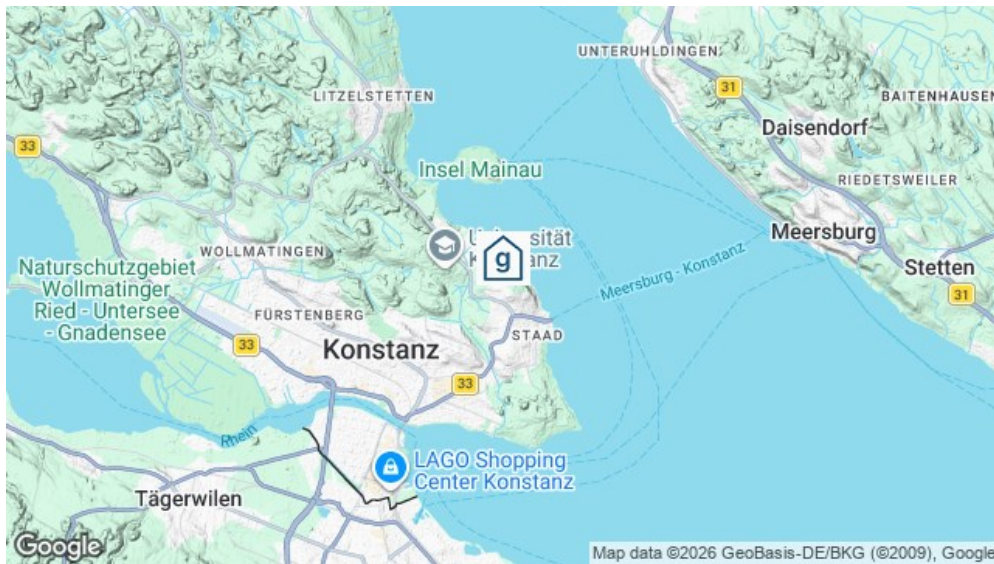 UNTERUHLDINGEN
31
BAITENHAUSEN
LITZELSTETTEN
Daisendorf
33
Insel Mainau
RIEDETSWEILER
Meersburg
WOLLMATINGEN
g
Naturschutzgebiet
Wollmatinger
Ried - Untersee
- Gnadensee
Meersburg - Konstanz
Stetten
31
FÜRSTENBERG
STAAD
33
Konstanz
33
Rhein
LAGO Shopping
Center Konstanz
Tägerwilen
Google
Map data ©2026 GeoBasis-DE/BKG (©2009), Google